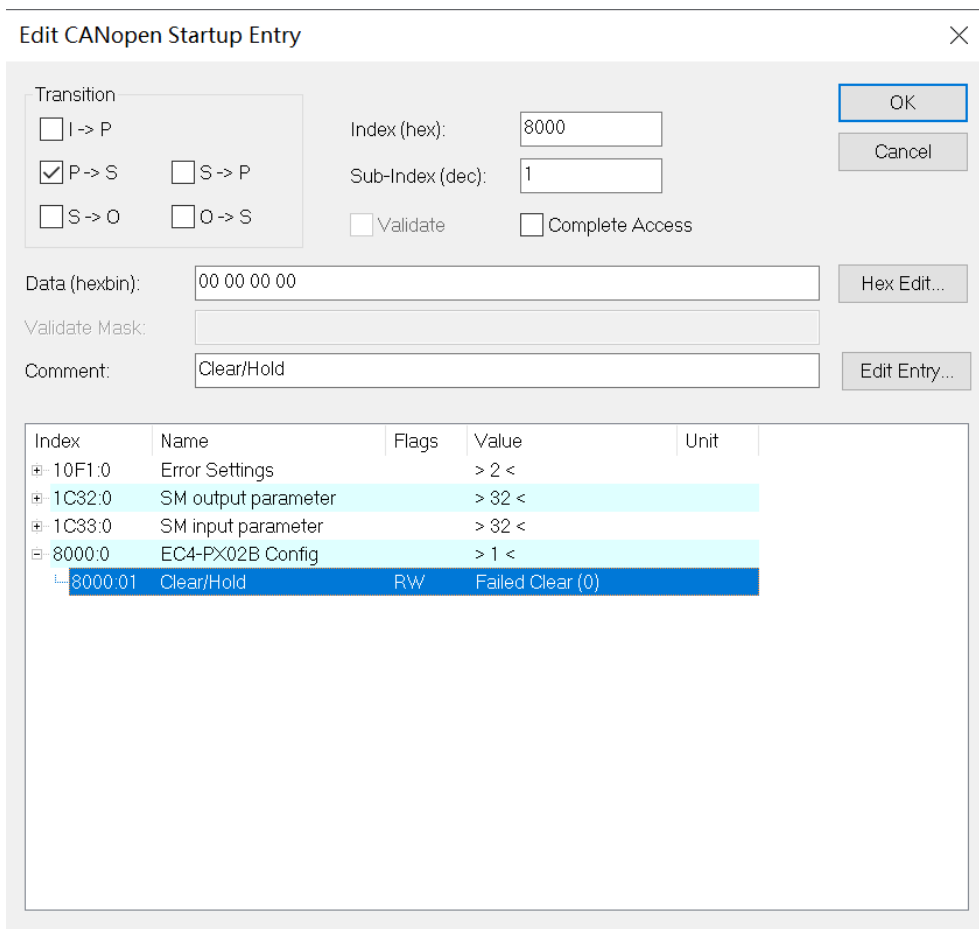 Edit CANopen Startup Entry
Transition
I -> P
P -> S
S -> P
S -> O
O -> S
Index (hex):
8000
Sub-Index (dec):
1
Validate
Complete Access
OK
Cancel
Data (hexbin):
00 00 00 00
Hex Edit...
Validate Mask:
Comment:
Clear/Hold
Edit Entry...
Index Name Flags Value Unit
10F1:0 Error Settings > 2 <
1C32:0 SM output parameter > 32 <
1C33:0 SM input parameter > 32 <
8000:0 EC4-PX02B Config > 1 <
8000:01 Clear/Hold RW Failed Clear (0)